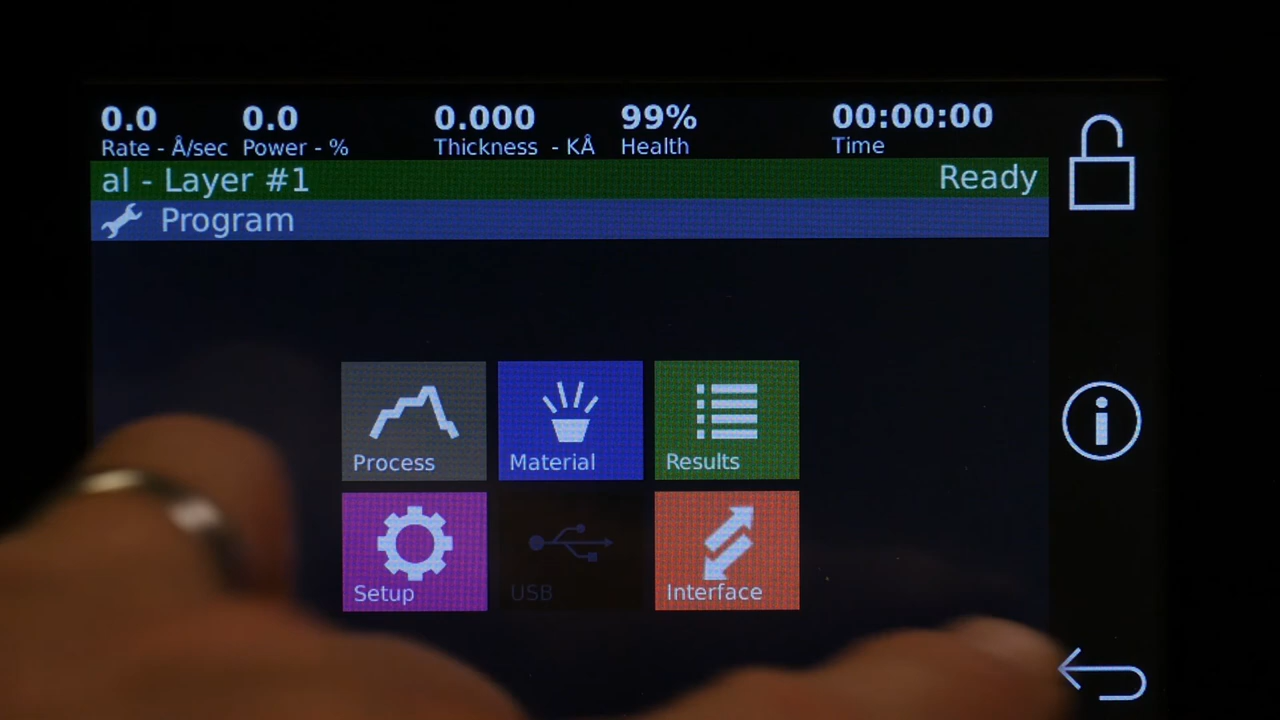 0.0 0.0 0.000 99% 00:00:00
Rate - Å/sec Power - % Thickness - KÅ Health Time
al - Layer #1 Ready
Program
Process Material Results
Setup USB Interface